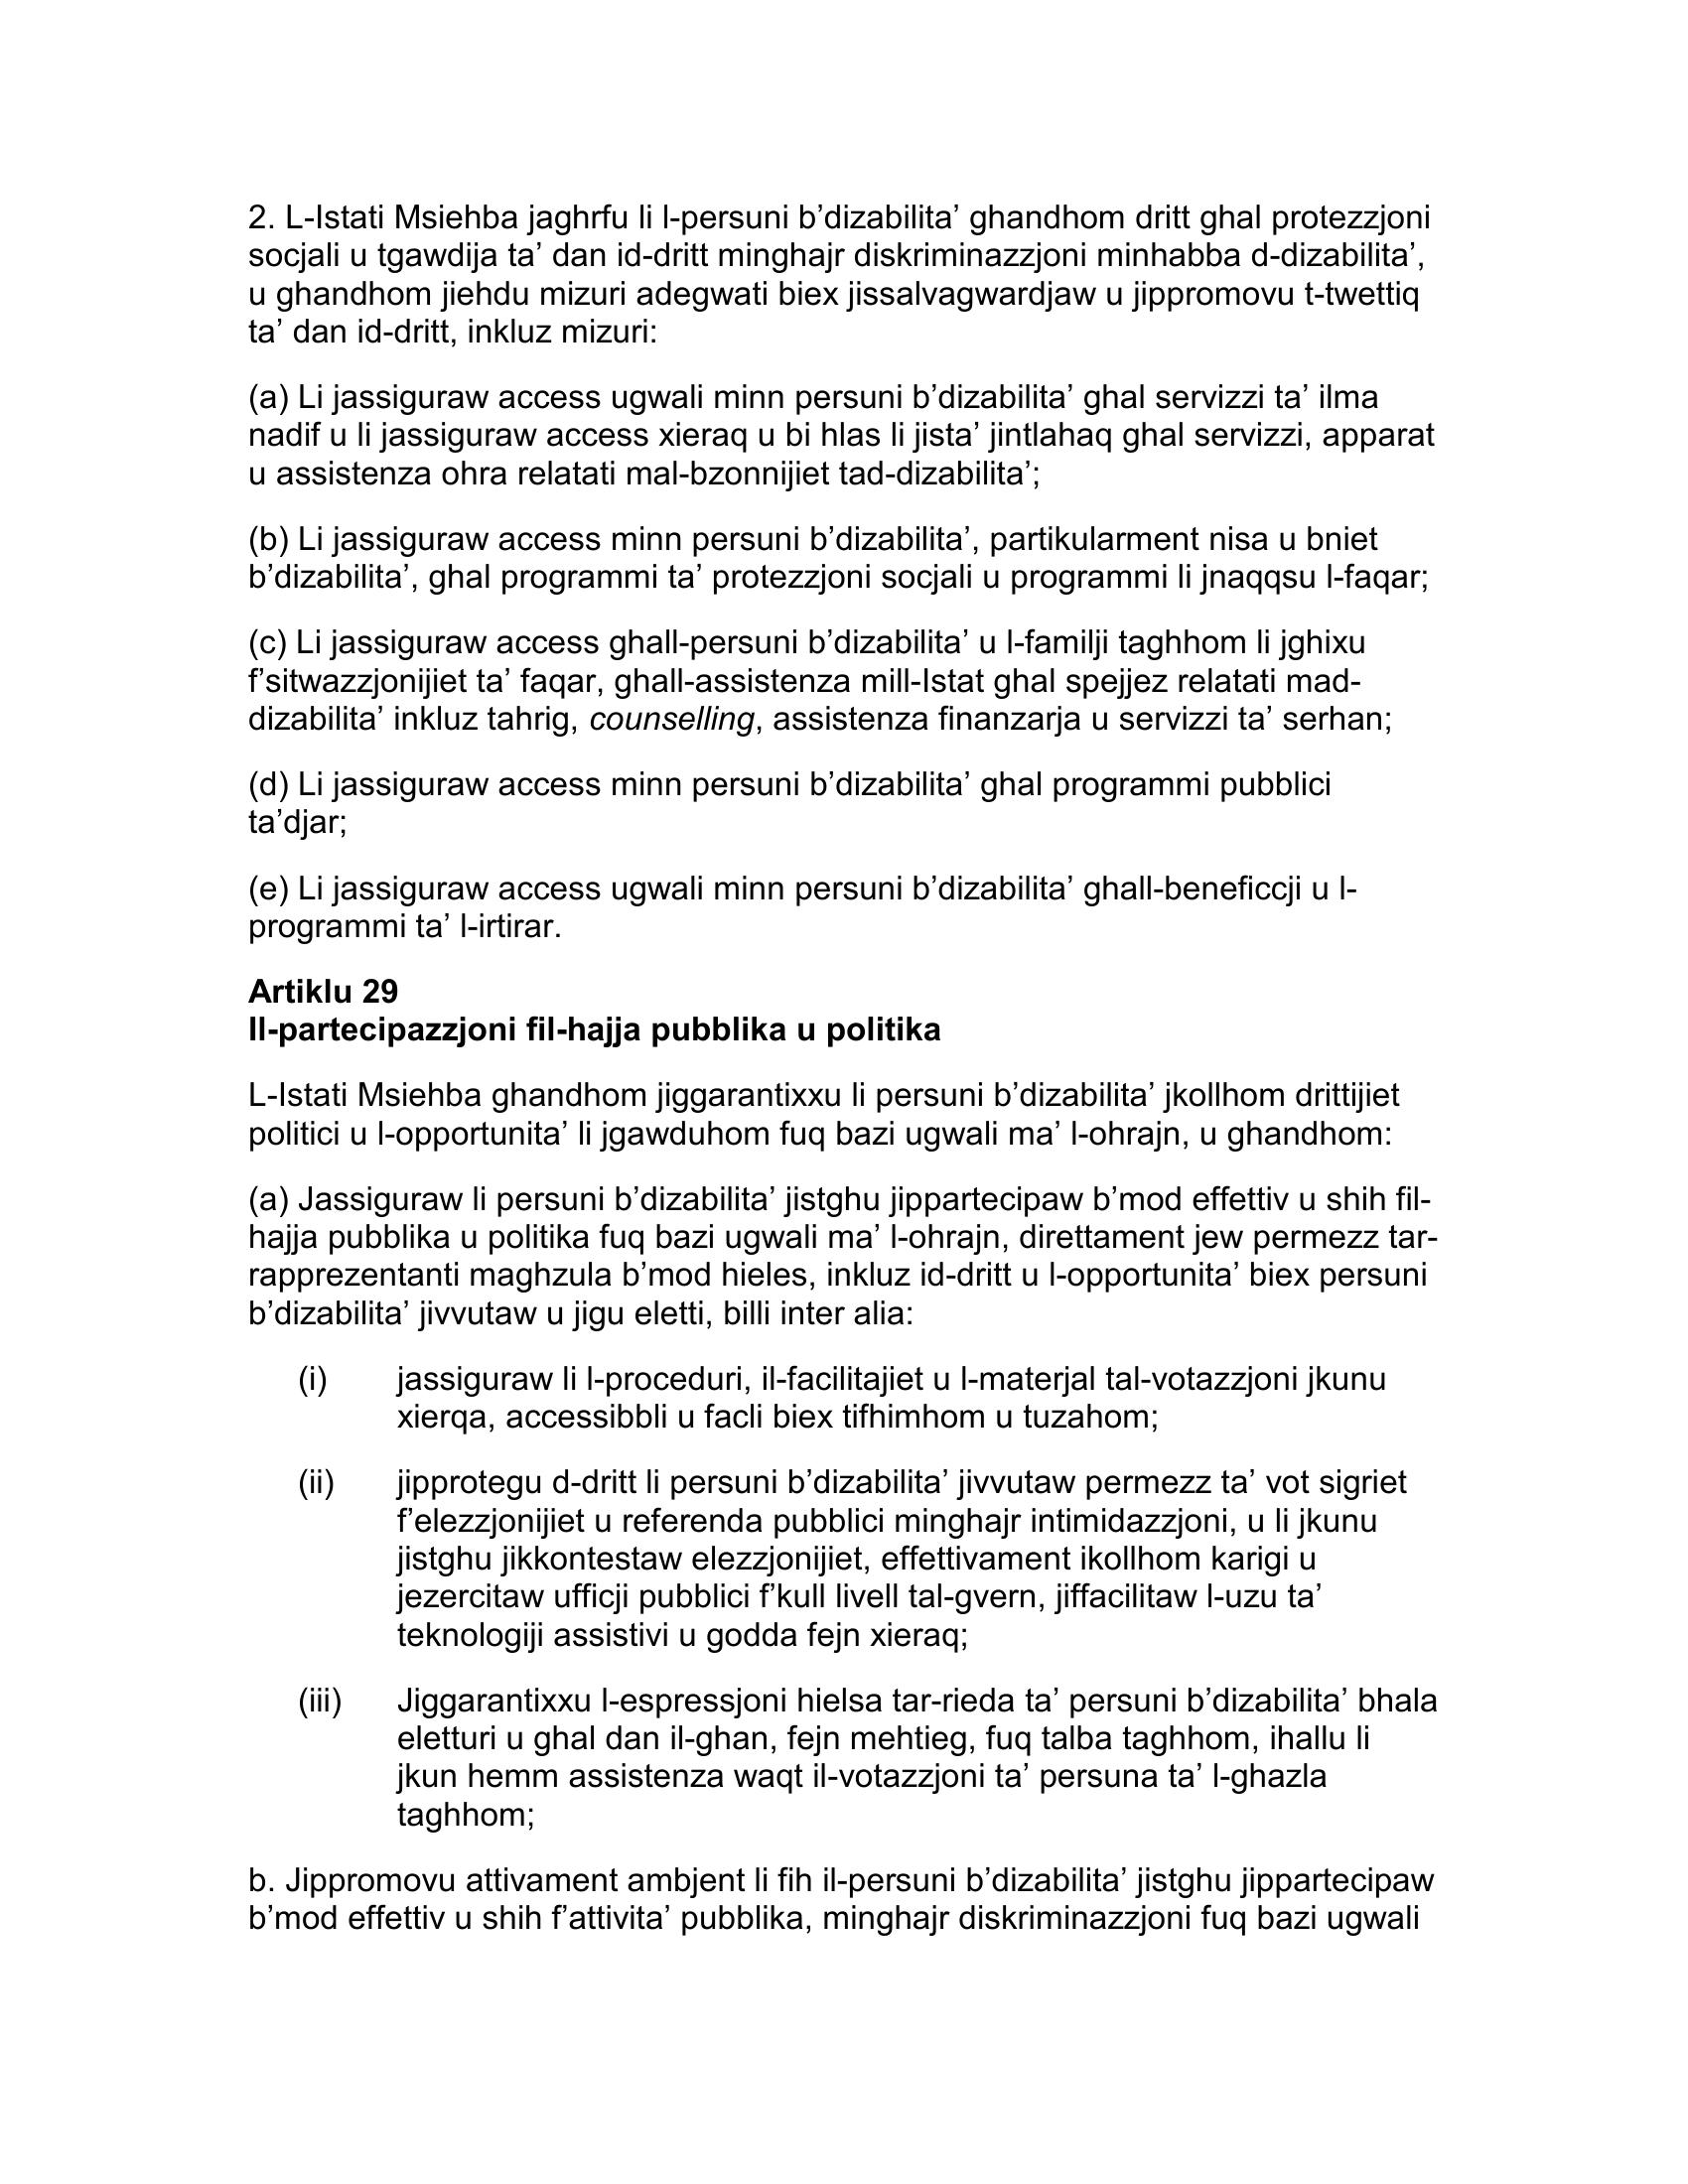 2. L-Istati Msiehba jaghrfu li l-persuni b’dizabilita’ ghandhom dritt ghal protezzjoni
socjali u tgawdija ta’ dan id-dritt minghajr diskriminazzjoni minhabba d-dizabilita’,
u ghandhom jiehdu mizuri adegwati biex jissalvagwardjaw u jippromovu t-twettiq
ta’ dan id-dritt, inkluz mizuri:
(a) Li jassiguraw access ugwali minn persuni b’dizabilita’ ghal servizzi ta’ ilma
nadif u li jassiguraw access xieraq u bi hlas li jista’ jintlahaq ghal servizzi, apparat
u assistenza ohra relatati mal-bzonnijiet tad-dizabilita’;
(b) Li jassiguraw access minn persuni b’dizabilita’, partikularment nisa u bniet
b’dizabilita’, ghal programmi ta’ protezzjoni socjali u programmi li jnaqqsu l-faqar;
(c) Li jassiguraw access ghall-persuni b’dizabilita’ u l-familji taghhom li jghixu
f’sitwazzjonijiet ta’ faqar, ghall-assistenza mill-Istat ghal spejjez relatati mad-
dizabilita’ inkluz tahrig, counselling, assistenza finanzarja u servizzi ta’ serhan;
(d) Li jassiguraw access minn persuni b’dizabilita’ ghal programmi pubblici
ta’djar;
(e) Li jassiguraw access ugwali minn persuni b’dizabilita’ ghall-beneficcji u l-
programmi ta’ l-irtirar.
Artiklu 29
Il-partecipazzjoni fil-hajja pubblika u politika
L-Istati Msiehba ghandhom jiggarantixxu li persuni b’dizabilita’ jkollhom drittijiet
politici u l-opportunita’ li jgawduhom fuq bazi ugwali ma’ l-ohrajn, u ghandhom:
(a) Jassiguraw li persuni b’dizabilita’ jistghu jippartecipaw b’mod effettiv u shih fil-
hajja pubblika u politika fuq bazi ugwali ma’ l-ohrajn, direttament jew permezz tar-
rapprezentanti maghzula b’mod hieles, inkluz id-dritt u l-opportunita’ biex persuni
b’dizabilita’ jivvutaw u jigu eletti, billi inter alia:
(i) jassiguraw li l-proceduri, il-facilitajiet u l-materjal tal-votazzjoni jkunu
xierqa, accessibbli u facli biex tifhimhom u tuzahom;
(ii) jipprotegu d-dritt li persuni b’dizabilita’ jivvutaw permezz ta’ vot sigriet
f’elezzjonijiet u referenda pubblici minghajr intimidazzjoni, u li jkunu
jistghu jikkontestaw elezzjonijiet, effettivament ikollhom karigi u
jezercitaw ufficji pubblici f’kull livell tal-gvern, jiffacilitaw l-uzu ta’
teknologiji assistivi u godda fejn xieraq;
(iii) Jiggarantixxu l-espressjoni hielsa tar-rieda ta’ persuni b’dizabilita’ bhala
eletturi u ghal dan il-ghan, fejn mehtieg, fuq talba taghhom, ihallu li
jkun hemm assistenza waqt il-votazzjoni ta’ persuna ta’ l-ghazla
taghhom;
b. Jippromovu attivament ambjent li fih il-persuni b’dizabilita’ jistghu jippartecipaw
b’mod effettiv u shih f’attivita’ pubblika, minghajr diskriminazzjoni fuq bazi ugwali